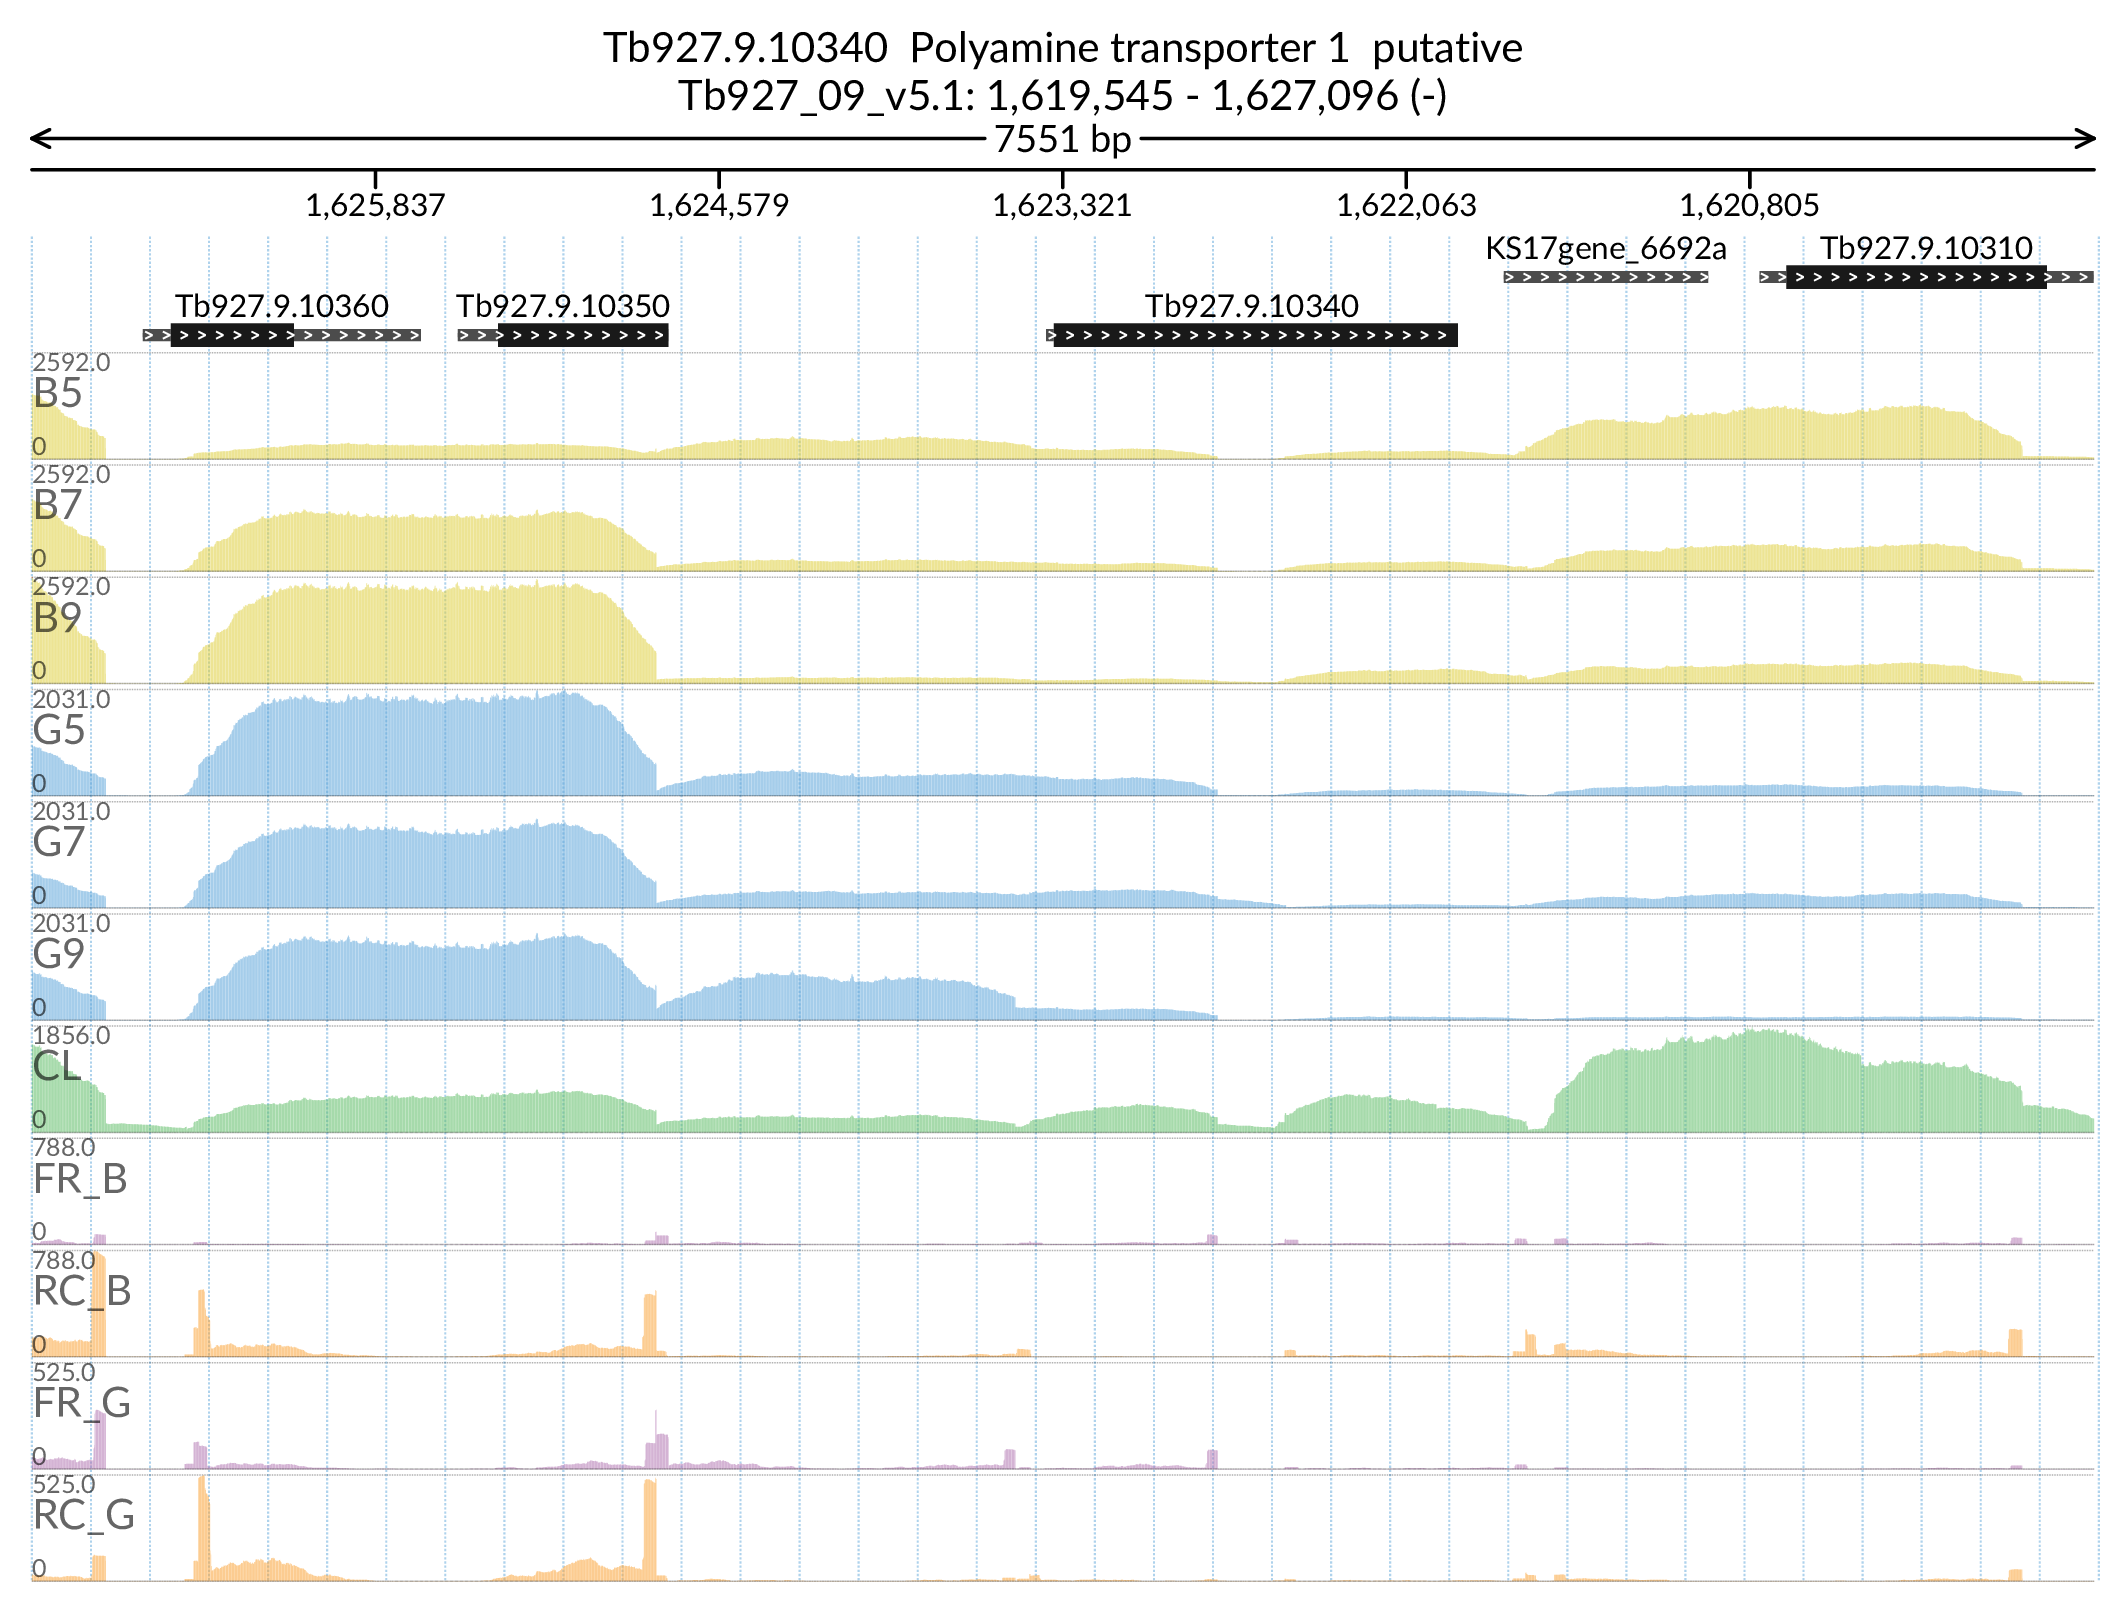 Tb927.9.10340  Polyamine transporter 1  putative
Tb927_09_v5.1: 1,619,545 - 1,627,096 (-)
7551 bp
1,625,837 1,624,579 1,623,321 1,622,063 1,620,805
KS17gene_6692a Tb927.9.10310
Tb927.9.10360 Tb927.9.10350 Tb927.9.10340
2592.0
B5
0
2592.0
B7
0
2592.0
B9
0
2031.0
G5
0
2031.0
G7
0
2031.0
G9
0
1856.0
CL
0
788.0
FR_B
0
788.0
RC_B
0
525.0
FR_G
0
525.0
RC_G
0